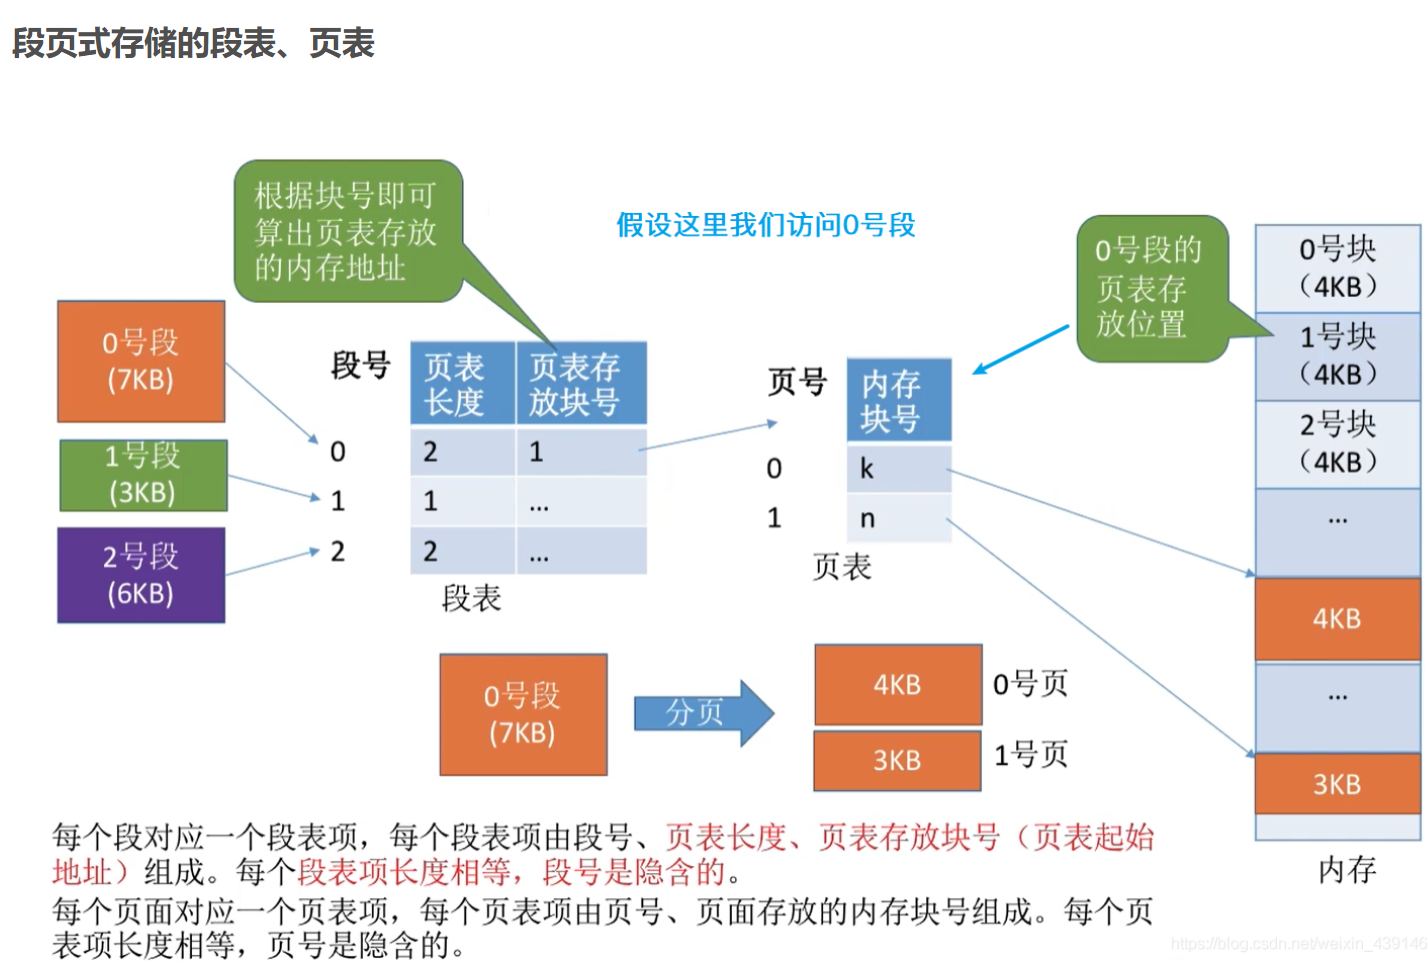 段页式存储的段表、页表
根据块号即可
算出页表存放
的内存地址
假设这里我们访问0号段
0号段的
页表存
放位置
0号段
(7KB)
1号段
(3KB)
2号段
(6KB)
段号
页表
长度
页表存
放块号
0
2
1
1
1
...
2
2
...
段表
页号
内存
块号
0
k
1
n
页表
0号块
（4KB）
1号块
（4KB）
2号块
（4KB）
...
4KB
...
3KB
内存
0号段
(7KB)
分页
4KB
0号页
3KB
1号页
每个段对应一个段表项，每个段表项由段号、页表长度、页表存放块号（页表起始
地址）组成。每个段表项长度相等，段号是隐含的。
每个页面对应一个页表项，每个页表项由页号、页面存放的内存块号组成。每个页
表项长度相等，页号是隐含的。
https://blog.csdn.net/weixin_439146